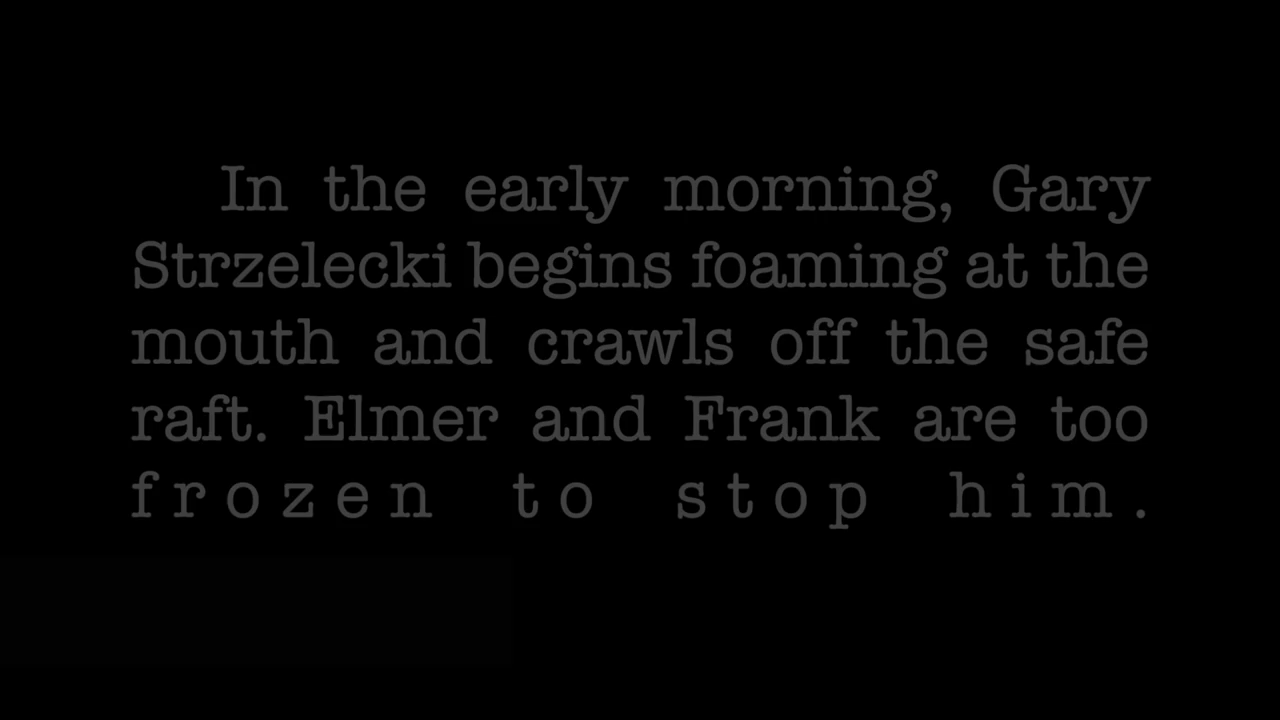 In the early morning, Gary
Strzelecki begins foaming at the
mouth and crawls off the safe
raft. Elmer and Frank are too
frozen to stop him.